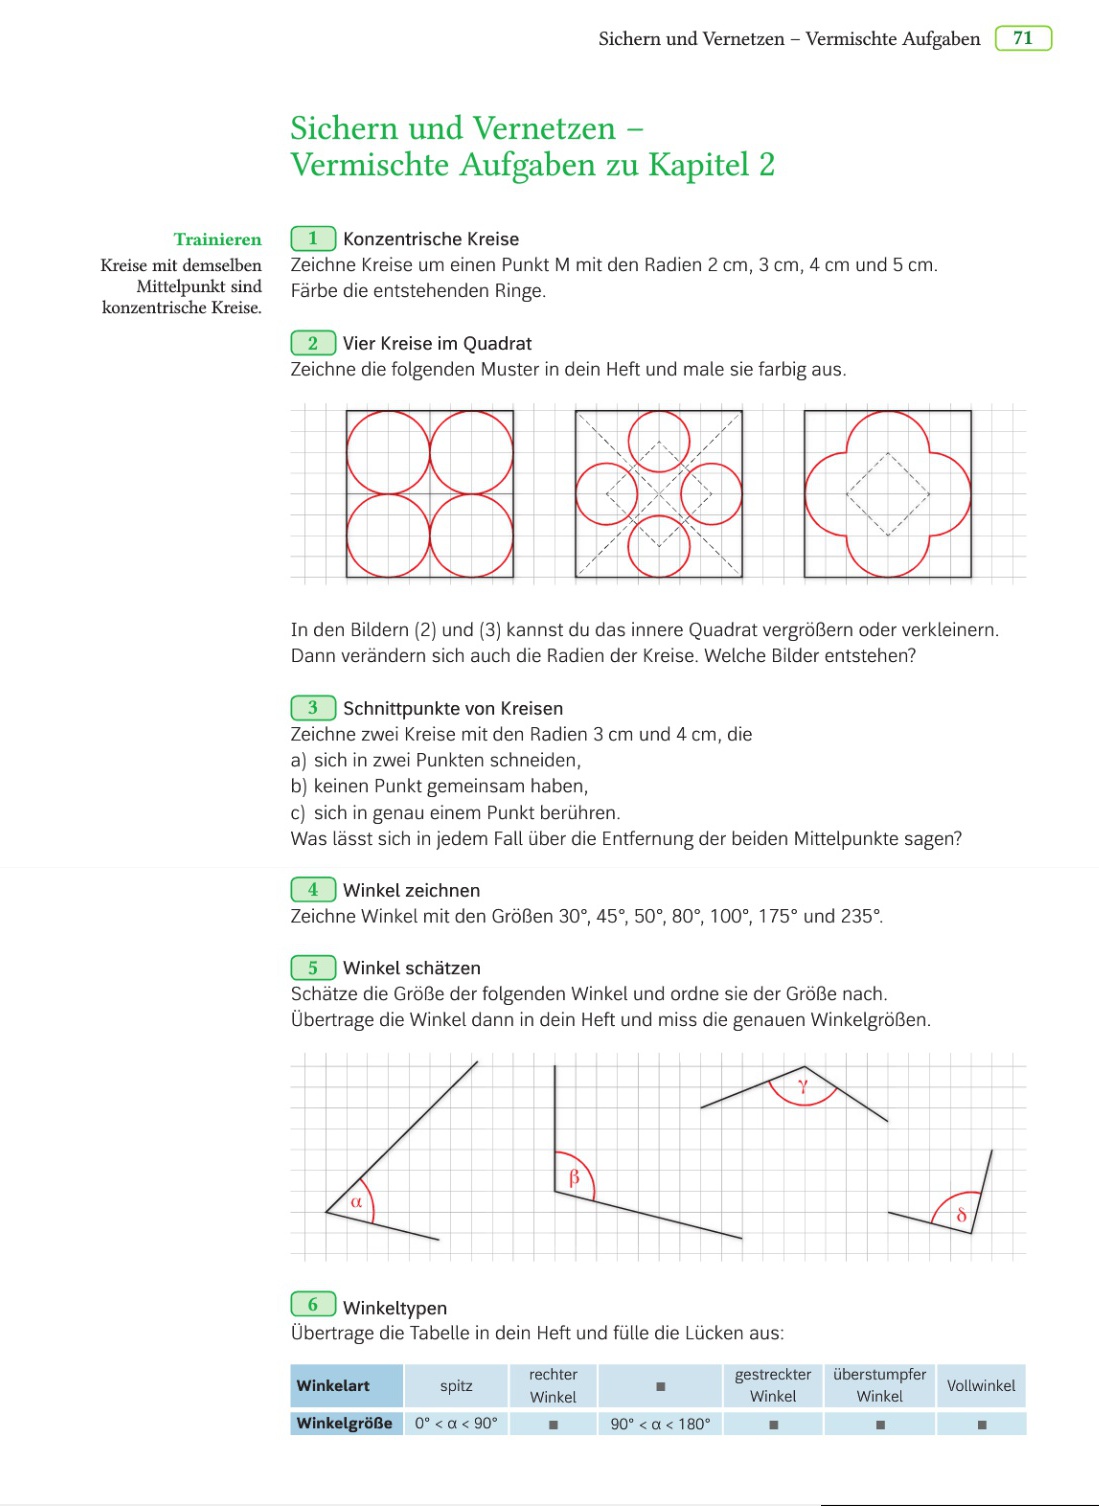 Sichern und Vernetzen – Vermischte Aufgaben 71
Sichern und Vernetzen –
Vermischte Aufgaben zu Kapitel 2
Trainieren
Kreise mit demselben
Mittelpunkt sind
konzentrische Kreise.
1 Konzentrische Kreise
Zeichne Kreise um einen Punkt M mit den Radien 2 cm, 3 cm, 4 cm und 5 cm.
Färbe die entstehenden Ringe.
2 Vier Kreise im Quadrat
Zeichne die folgenden Muster in dein Heft und male sie farbig aus.
In den Bildern (2) und (3) kannst du das innere Quadrat vergrößern oder verkleinern.
Dann verändern sich auch die Radien der Kreise. Welche Bilder entstehen?
3 Schnittpunkte von Kreisen
Zeichne zwei Kreise mit den Radien 3 cm und 4 cm, die
a) sich in zwei Punkten schneiden,
b) keinen Punkt gemeinsam haben,
c) sich in genau einem Punkt berühren.
Was lässt sich in jedem Fall über die Entfernung der beiden Mittelpunkte sagen?
4 Winkel zeichnen
Zeichne Winkel mit den Größen 30°, 45°, 50°, 80°, 100°, 175° und 235°.
5 Winkel schätzen
Schätze die Größe der folgenden Winkel und ordne sie der Größe nach.
Übertrage die Winkel dann in dein Heft und miss die genauen Winkelgrößen.
α
β
γ
δ
6 Winkeltypen
Übertrage die Tabelle in dein Heft und fülle die Lücken aus:
Winkelart spitz rechter Winkel ■ gestreckter Winkel überstumpfer Winkel Vollwinkel
Winkelgröße 0° < α < 90° ■ 90° < α < 180° ■ ■ ■